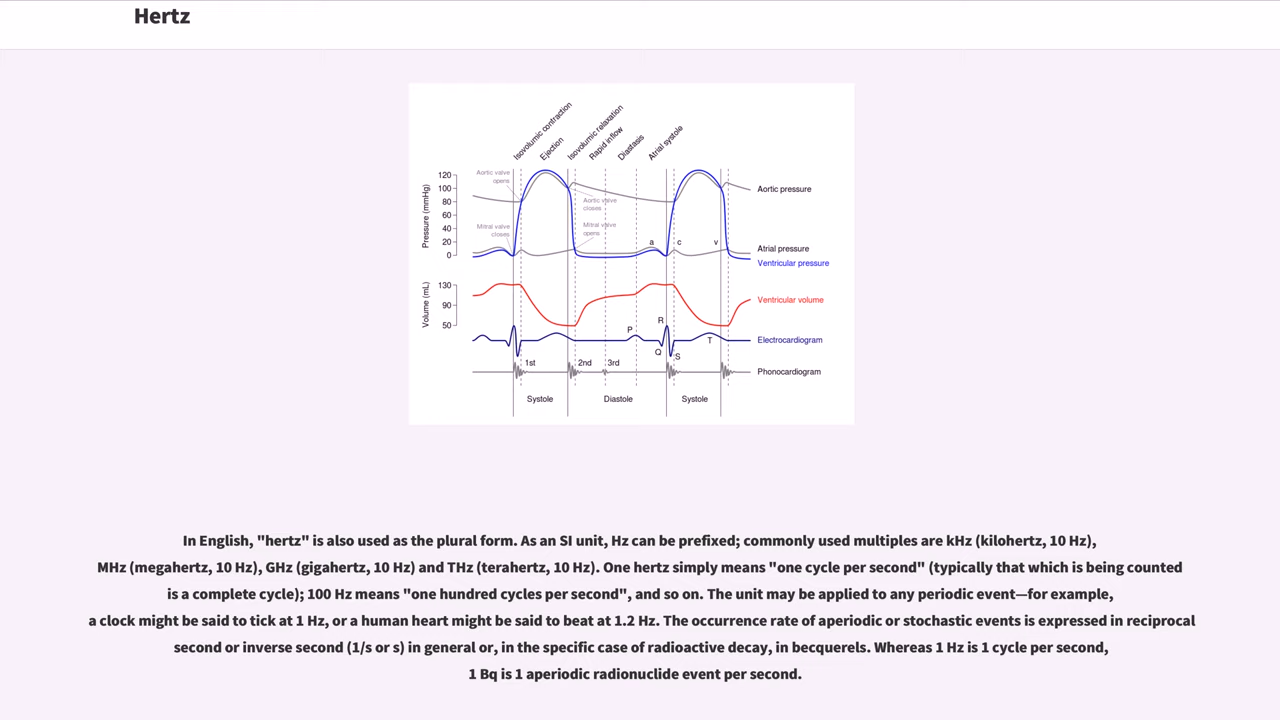 Hertz
Isovolumic contraction
Ejection
Isovolumic relaxation
Rapid inflow
Diastasis
Atrial systole
Aortic valve
opens
Aortic valve
closes
Mitral valve
closes
Mitral valve
opens
Pressure (mmHg)
120
100
80
60
40
20
0
a
c
v
Aortic pressure
Atrial pressure
Ventricular pressure
Volume (mL)
130
90
50
Ventricular volume
P
R
Q
S
T
Electrocardiogram
1st
2nd
3rd
Phonocardiogram
Systole
Diastole
Systole
In English, "hertz" is also used as the plural form. As an SI unit, Hz can be prefixed; commonly used multiples are kHz (kilohertz, 10 Hz),
MHz (megahertz, 10 Hz), GHz (gigahertz, 10 Hz) and THz (terahertz, 10 Hz). One hertz simply means "one cycle per second" (typically that which is being counted
is a complete cycle); 100 Hz means "one hundred cycles per second", and so on. The unit may be applied to any periodic event—for example,
a clock might be said to tick at 1 Hz, or a human heart might be said to beat at 1.2 Hz. The occurrence rate of aperiodic or stochastic events is expressed in reciprocal
second or inverse second (1/s or s) in general or, in the specific case of radioactive decay, in becquerels. Whereas 1 Hz is 1 cycle per second,
1 Bq is 1 aperiodic radionuclide event per second.